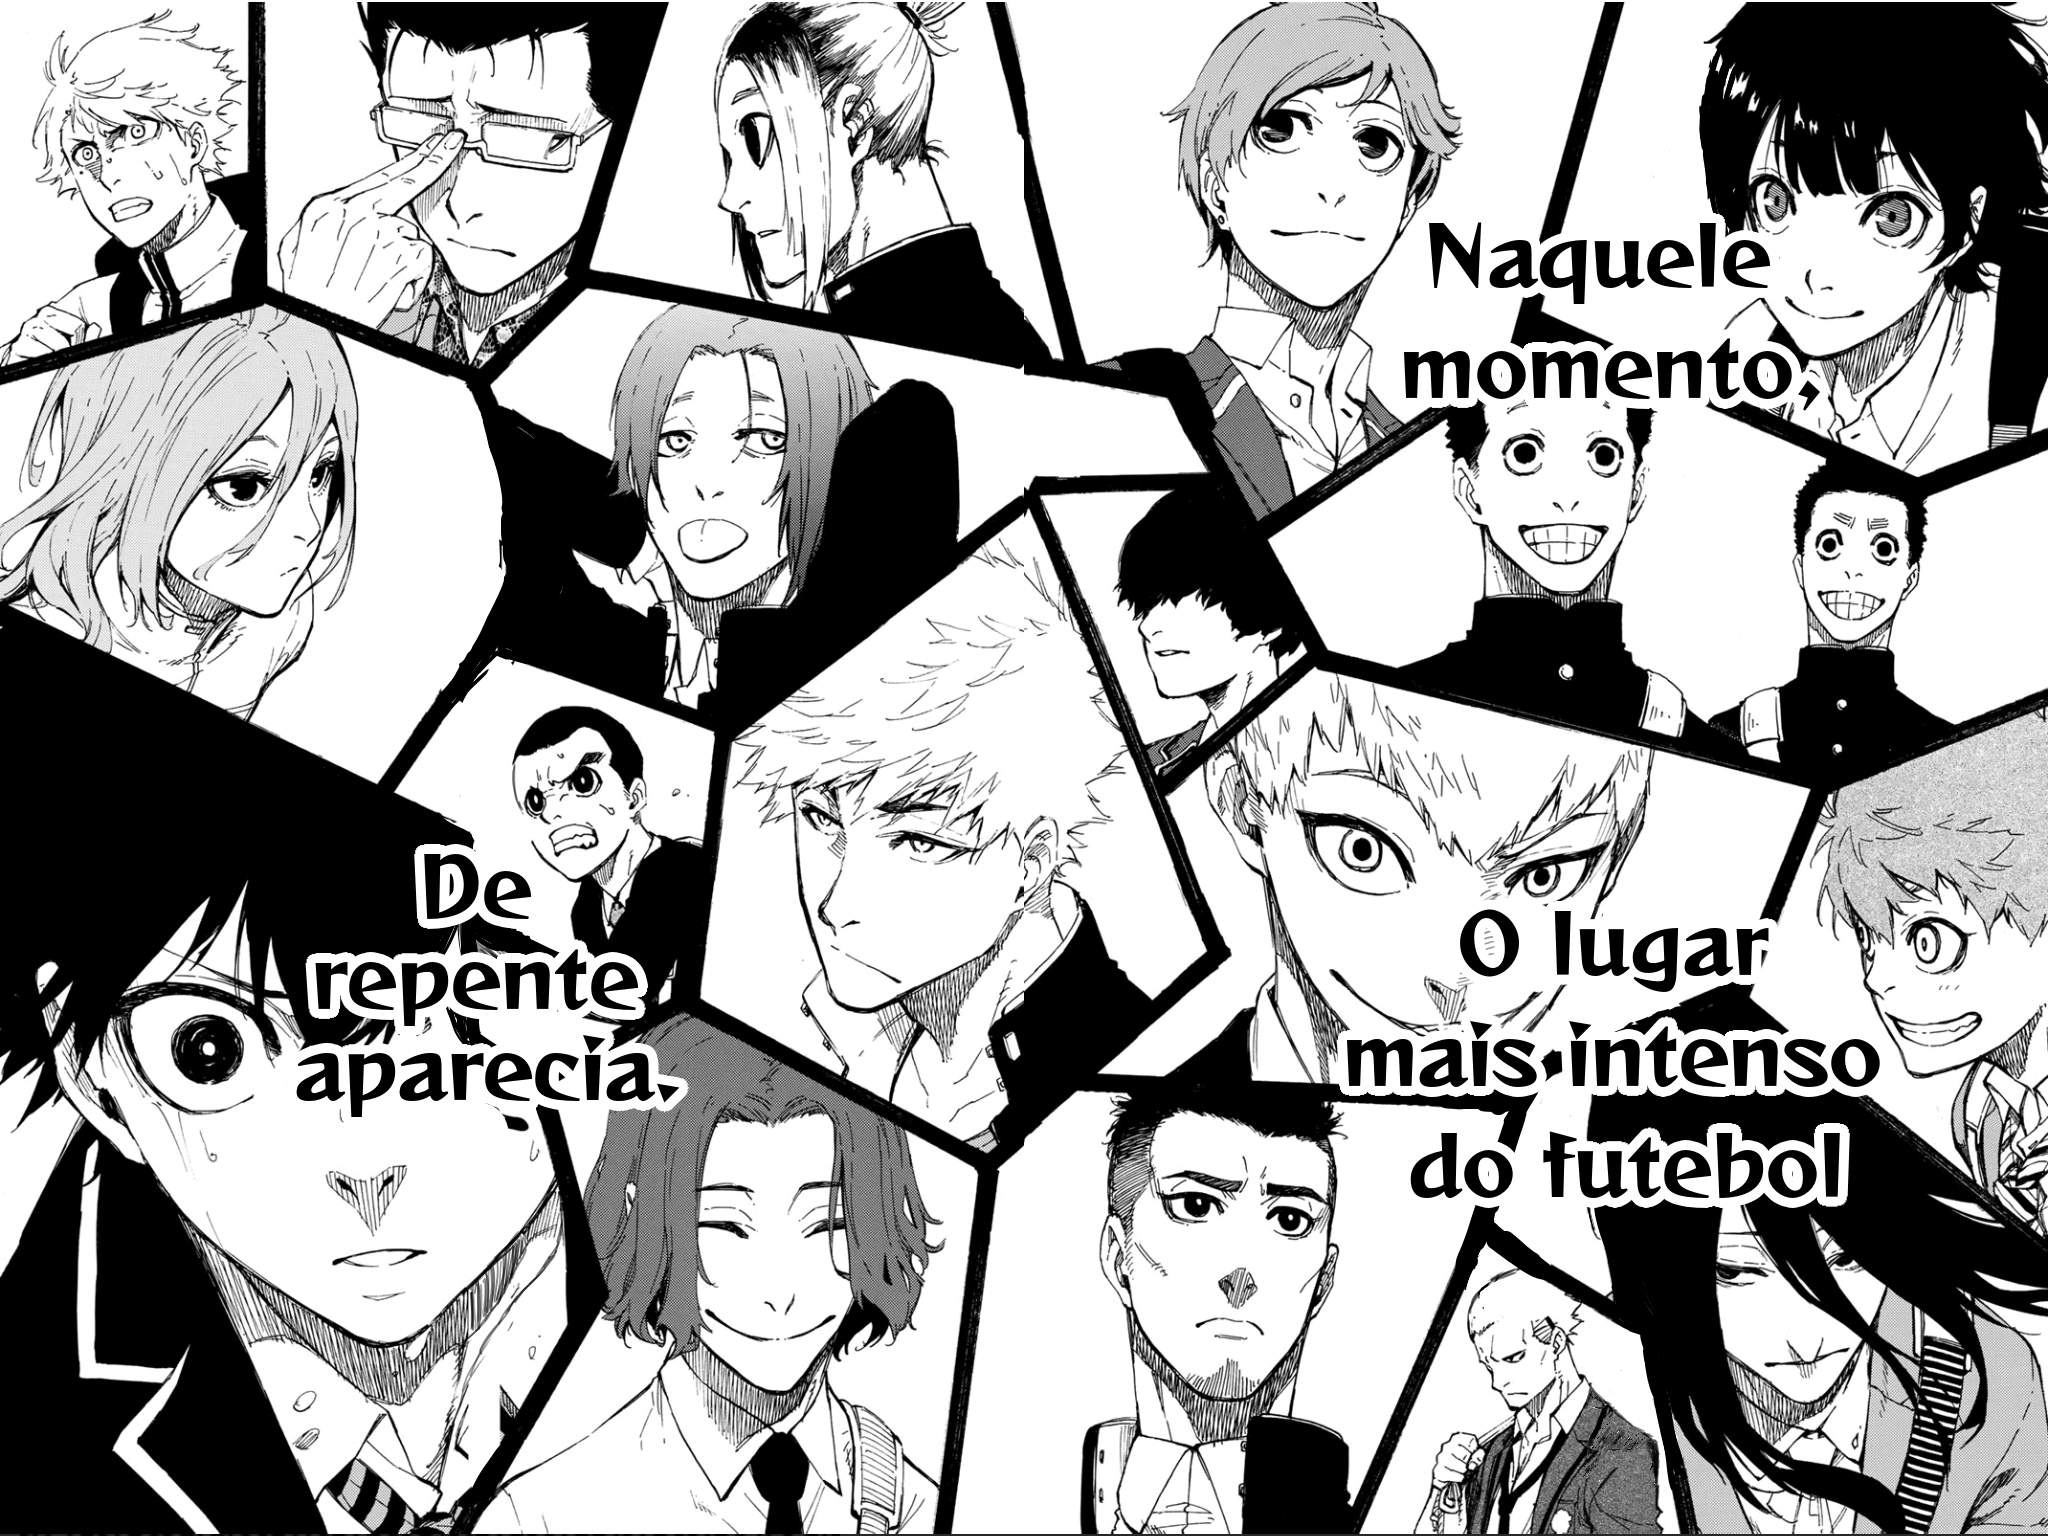 Naquele
momento,
O lugar
mais intenso
do futebol
De
repente
aparecia.